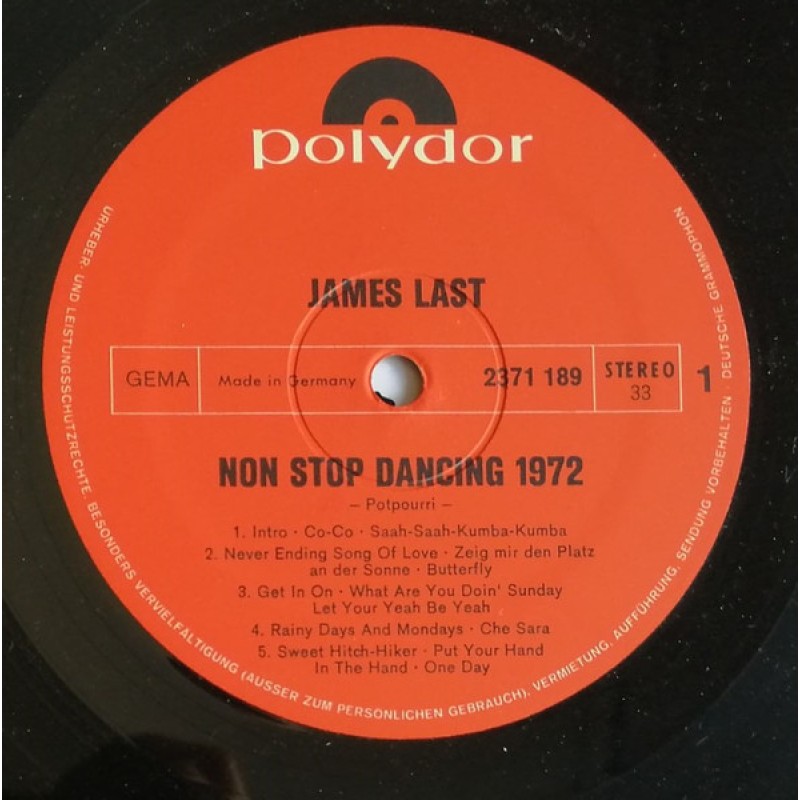 polydor
JAMES LAST
GEMA
Made in Germany
2371 189
STEREO
33
1
NON STOP DANCING 1972
– Potpourri –
1. Intro · Co-Co · Saah-Saah-Kumba-Kumba
2. Never Ending Song Of Love · Zeig mir den Platz
an der Sonne · Butterfly
3. Get In On · What Are You Doin' Sunday
Let Your Yeah Be Yeah
4. Rainy Days And Mondays · Che Sara
5. Sweet Hitch-Hiker · Put Your Hand
In The Hand · One Day
URHEBER- UND LEISTUNGSSCHUTZRECHTE, BESONDERS VERVIELFÄLTIGUNG (AUSSER ZUM PERSÖNLICHEN GEBRAUCH), VERMIETUNG, AUFFÜHRUNG, SENDUNG VORBEHALTEN · DEUTSCHE GRAMMOPHON